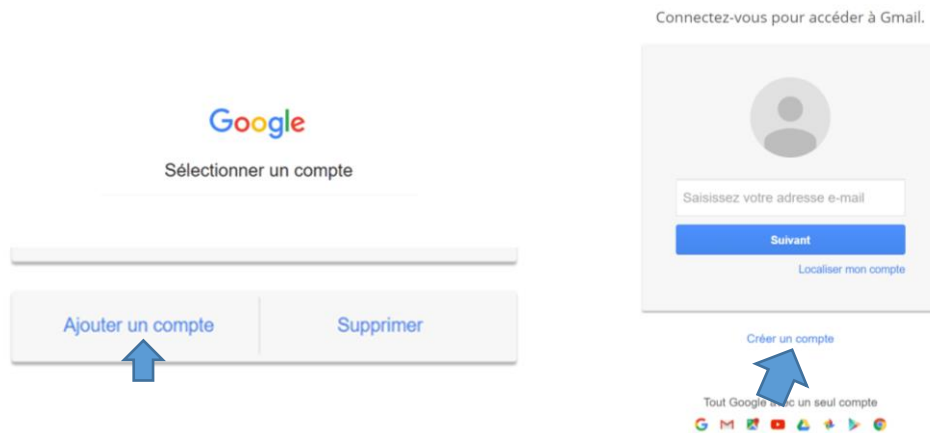 Google
Sélectionner un compte
Ajouter un compte
Supprimer
Connectez-vous pour accéder à Gmail.
Saisissez votre adresse e-mail
Suivant
Localiser mon compte
Créer un compte
Tout Google un seul compte